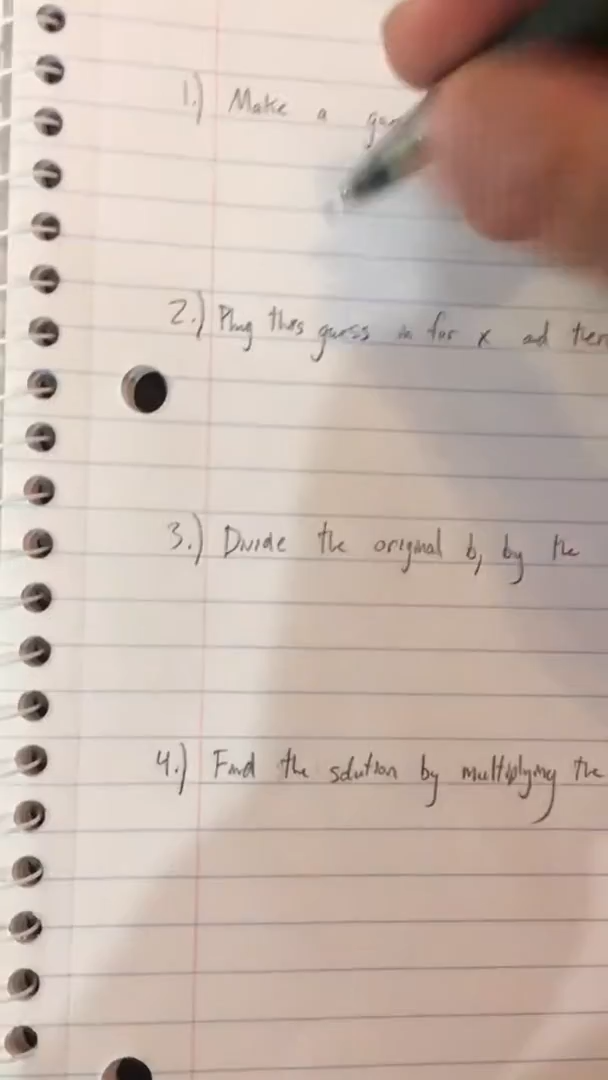 1.) Make a
2.) Plug this guess in for x and then
3.) Divide the original b, by the
4.) Find the solution by multiplying the